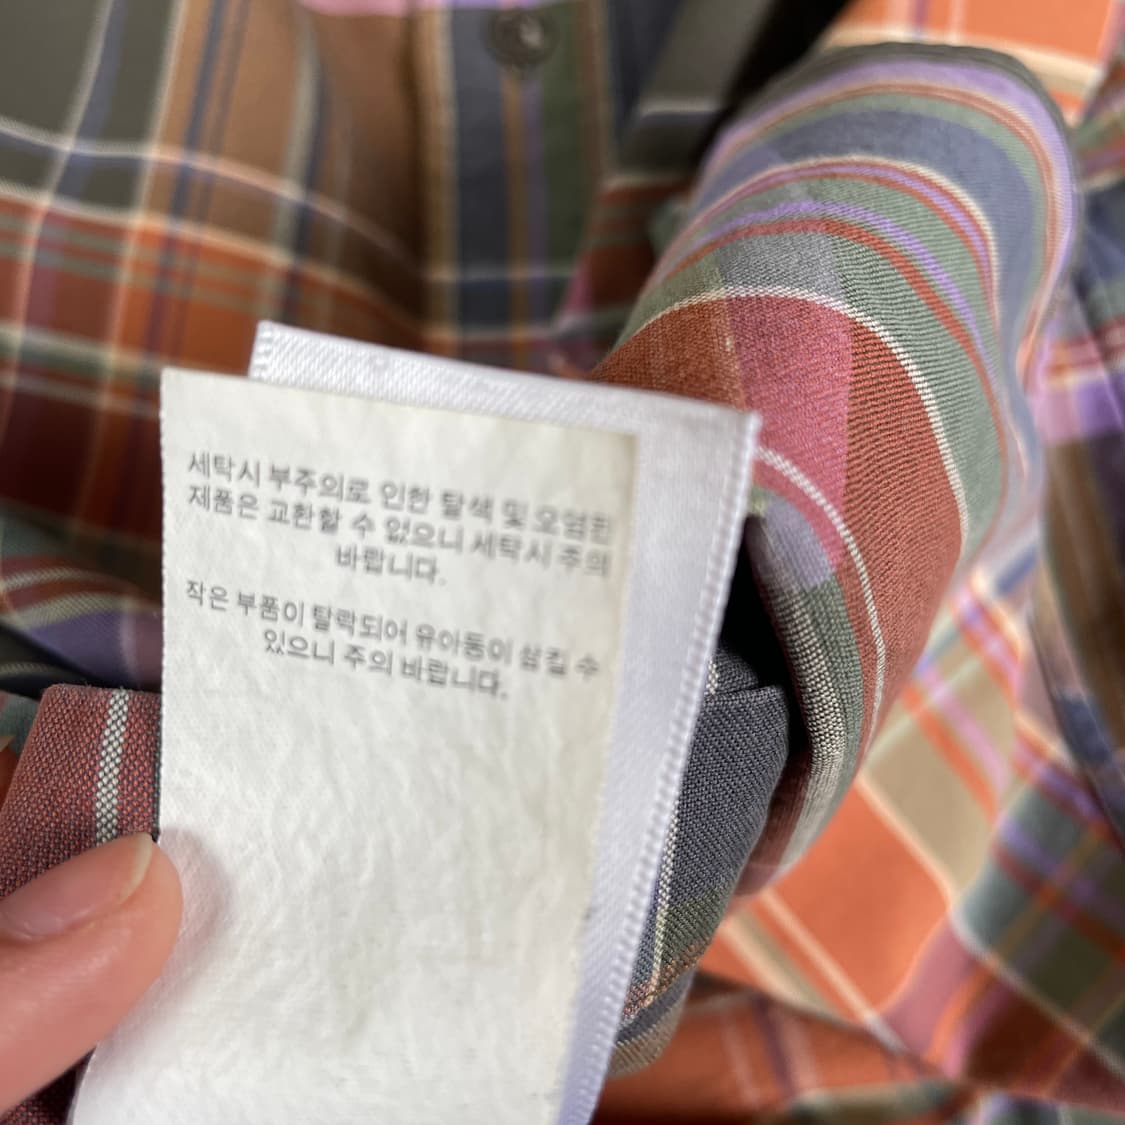 세탁시 부주의로 인한 탈색 및 오염된
제품은 교환할 수 없으니 세탁시 주의
바랍니다.
작은 부품이 탈락되어 유아동이 삼킬 수
있으니 주의 바랍니다.